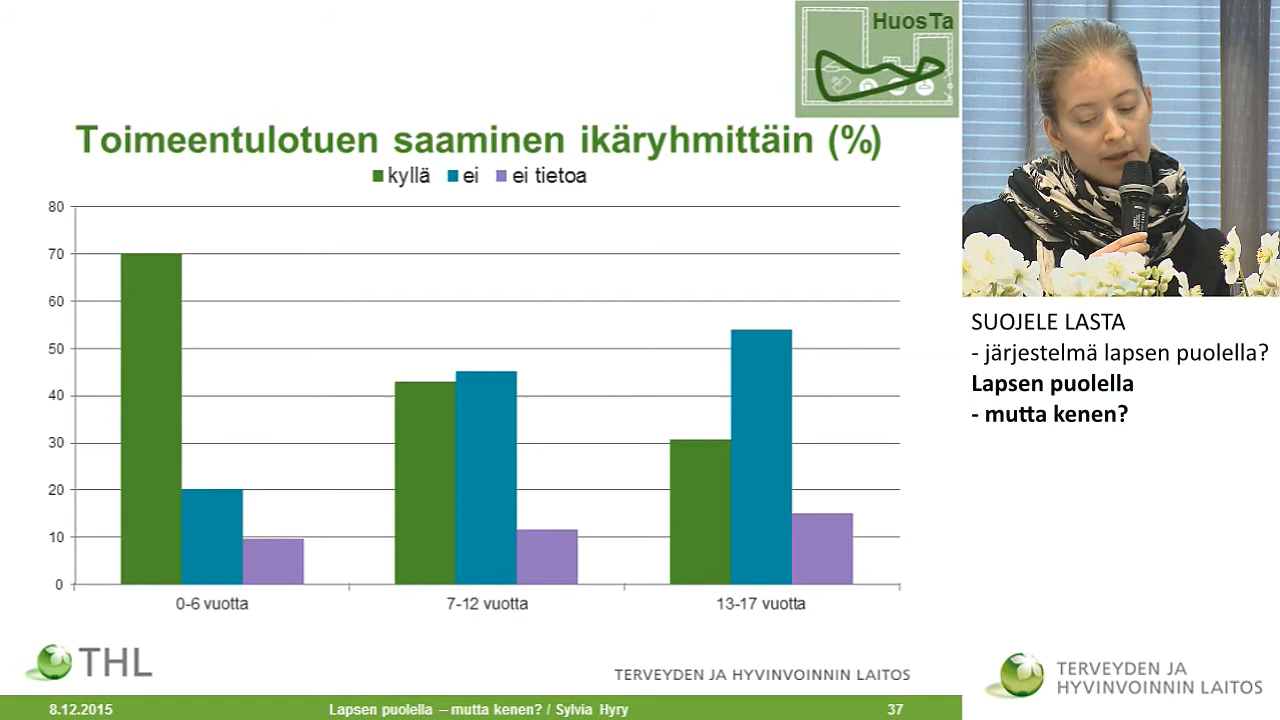 HuosTa
Toimeentulotuen saaminen ikäryhmittäin (%)
kyllä ei ei tietoa
80
70
60
50
40
30
20
10
0
0-6 vuotta 7-12 vuotta 13-17 vuotta
THL
TERVEYDEN JA HYVINVOINNIN LAITOS
8.12.2015 Lapsen puolella – mutta kenen? / Sylvia Hyry 37
SUOJELE LASTA
- järjestelmä lapsen puolella?
Lapsen puolella
- mutta kenen?
TERVEYDEN JA
HYVINVOINNIN LAITOS